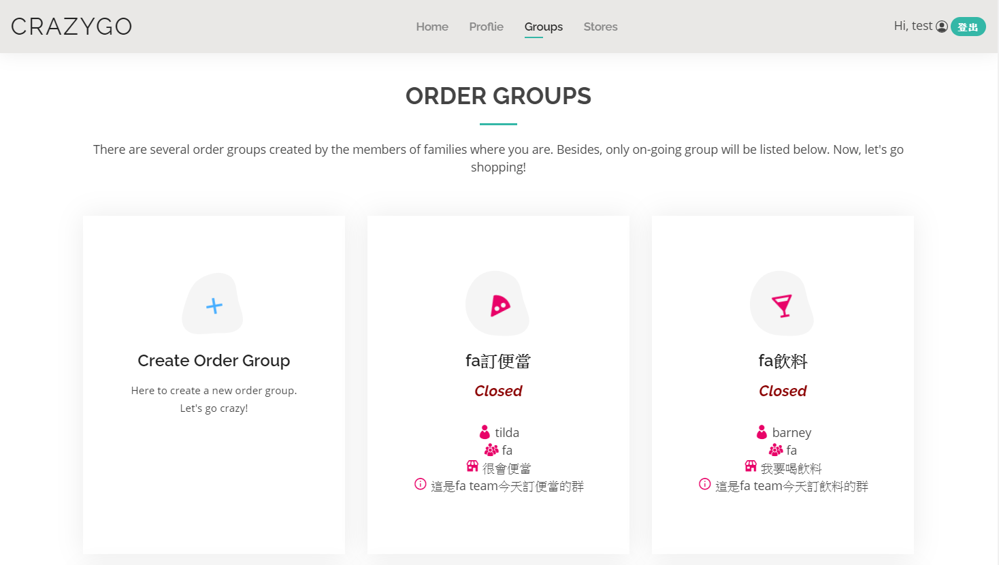 CRAZYGO
Home Proflie Groups Stores
Hi, test 登出
ORDER GROUPS
There are several order groups created by the members of families where you are. Besides, only on-going group will be listed below. Now, let's go
shopping!
Create Order Group
Here to create a new order group.
Let's go crazy!
fa訂便當
Closed
tilda
fa
很會便當
這是fa team今天訂便當的群
fa飲料
Closed
barney
fa
我要喝飲料
這是fa team今天訂飲料的群